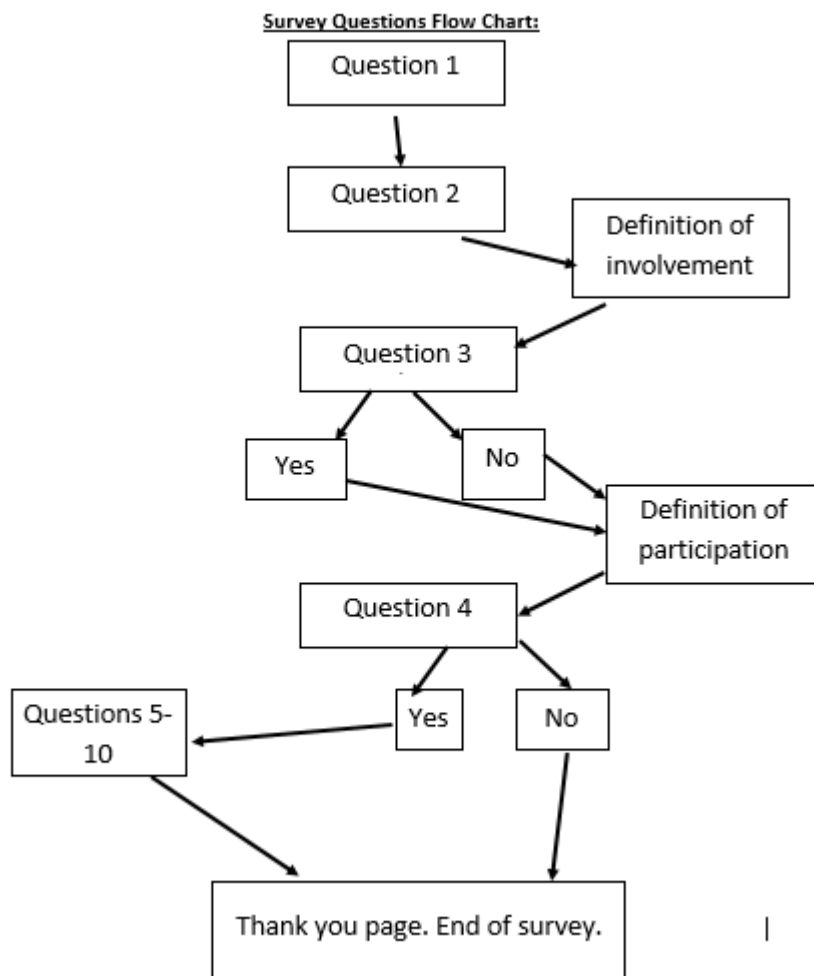 Survey Questions Flow Chart:
Question 1
Question 2
Definition of
involvement
Question 3
Yes
No
Definition of
participation
Question 4
Yes
No
Questions 5-
10
Thank you page. End of survey.